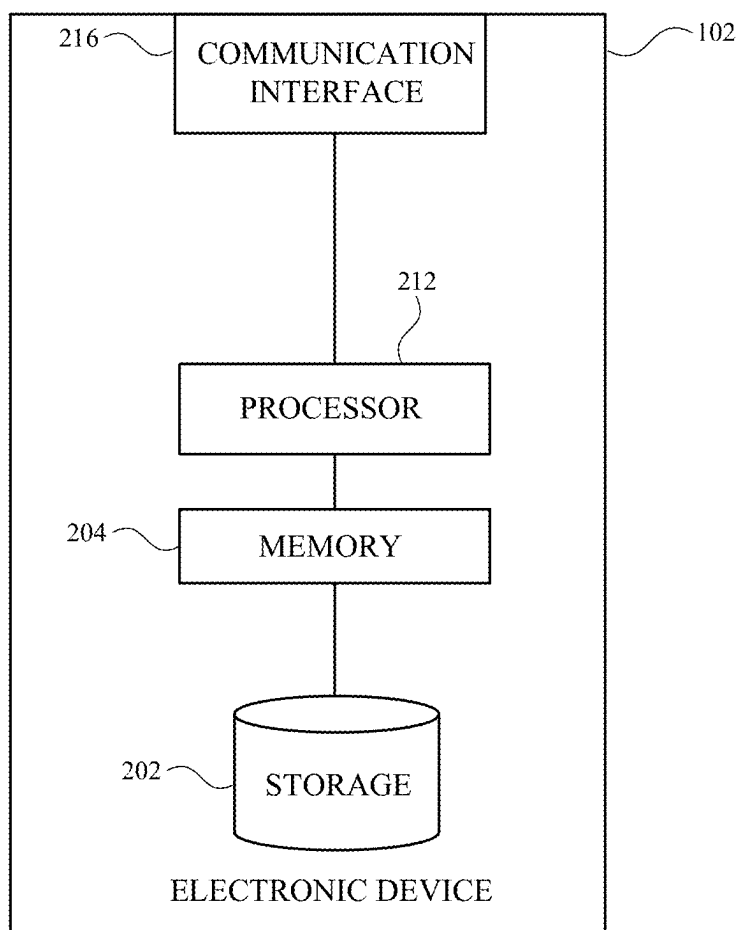 216
COMMUNICATION
INTERFACE
102
212
PROCESSOR
204
MEMORY
202
STORAGE
ELECTRONIC DEVICE